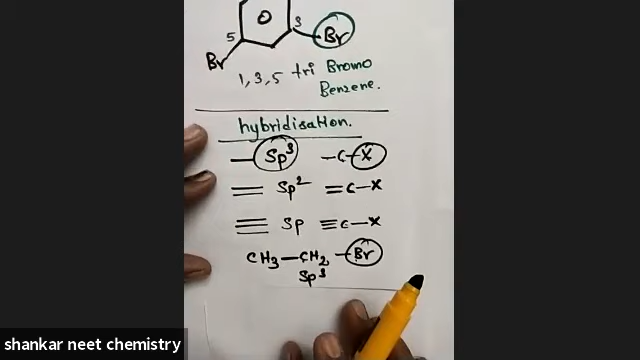 3
5
Br
Br
1,3,5 tri Bromo
Benzene.
hybridisation.
— Sp³ —C—X
= Sp² =C—X
≡ Sp ≡C—X
CH₃—CH₂—Br
Sp³
shankar neet chemistry